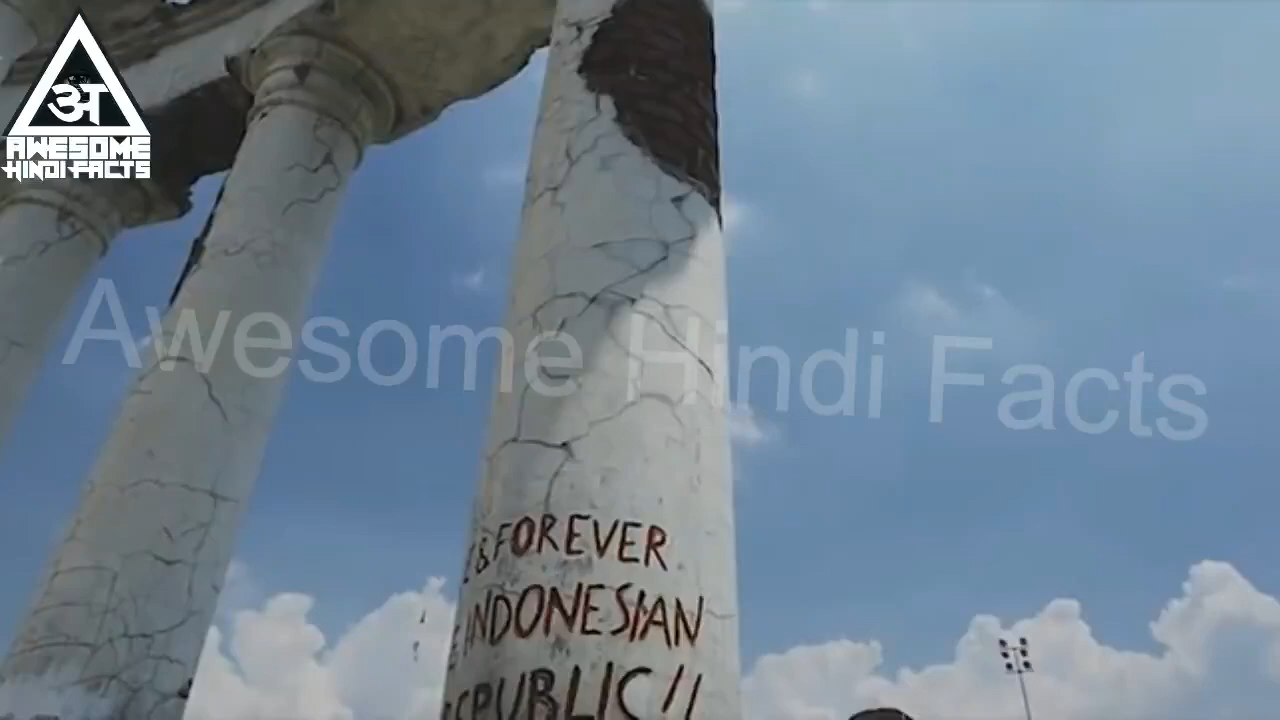 अ
AWESOME
HINDI FACTS
Awesome Hindi Facts
& FOREVER
INDONESIAN
REPUBLIC //